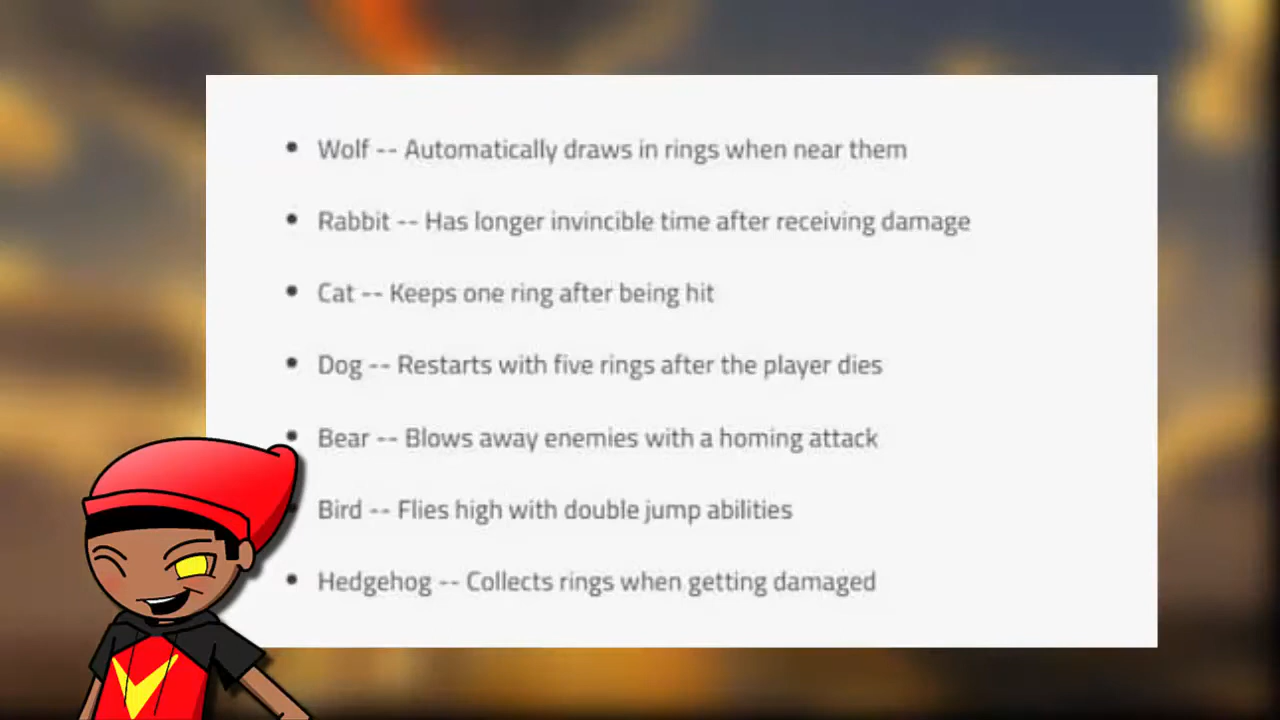 Wolf -- Automatically draws in rings when near them
Rabbit -- Has longer invincible time after receiving damage
Cat -- Keeps one ring after being hit
Dog -- Restarts with five rings after the player dies
Bear -- Blows away enemies with a homing attack
Bird -- Flies high with double jump abilities
Hedgehog -- Collects rings when getting damaged